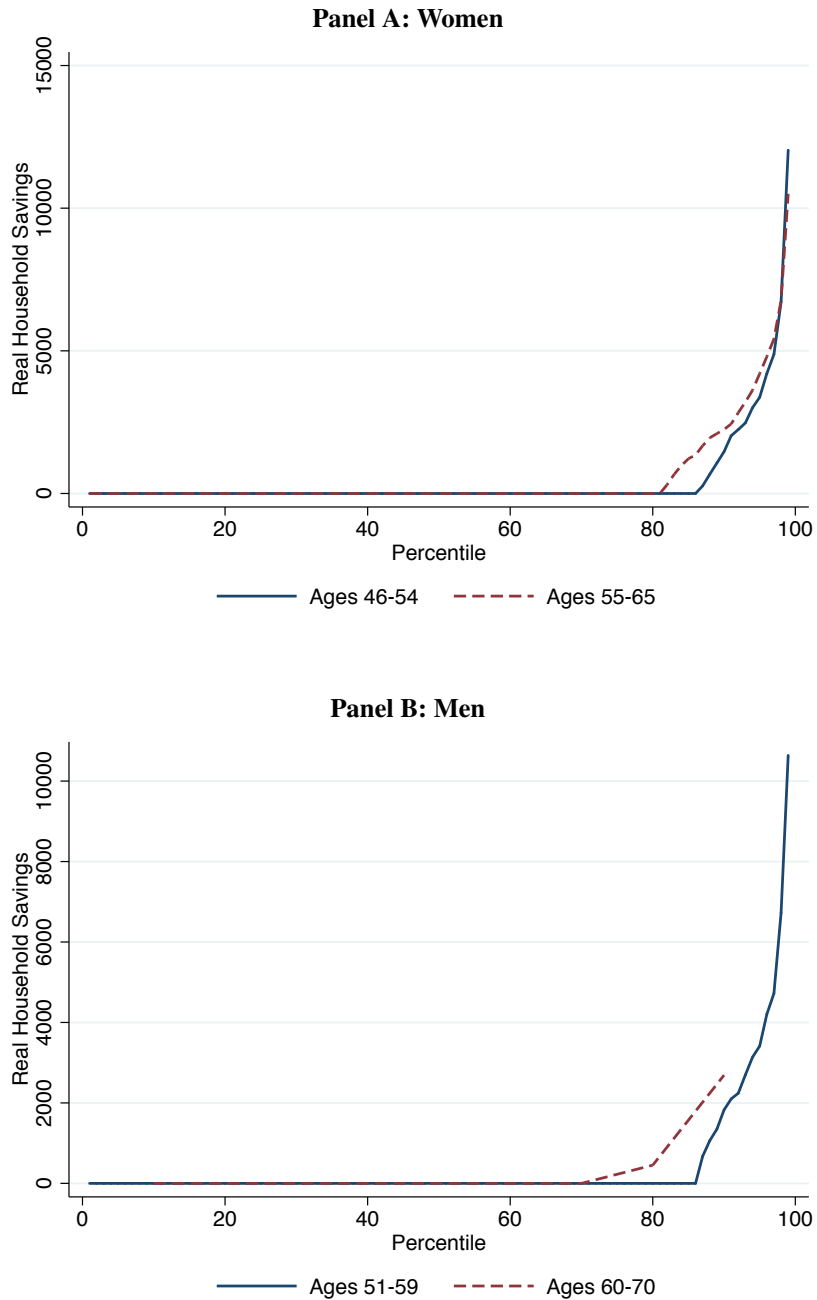 Panel A: Women
15000
10000
5000
0
Real Household Savings
0 20 40 60 80 100
Percentile
Ages 46-54 Ages 55-65
Panel B: Men
10000
8000
6000
4000
2000
0
Real Household Savings
0 20 40 60 80 100
Percentile
Ages 51-59 Ages 60-70